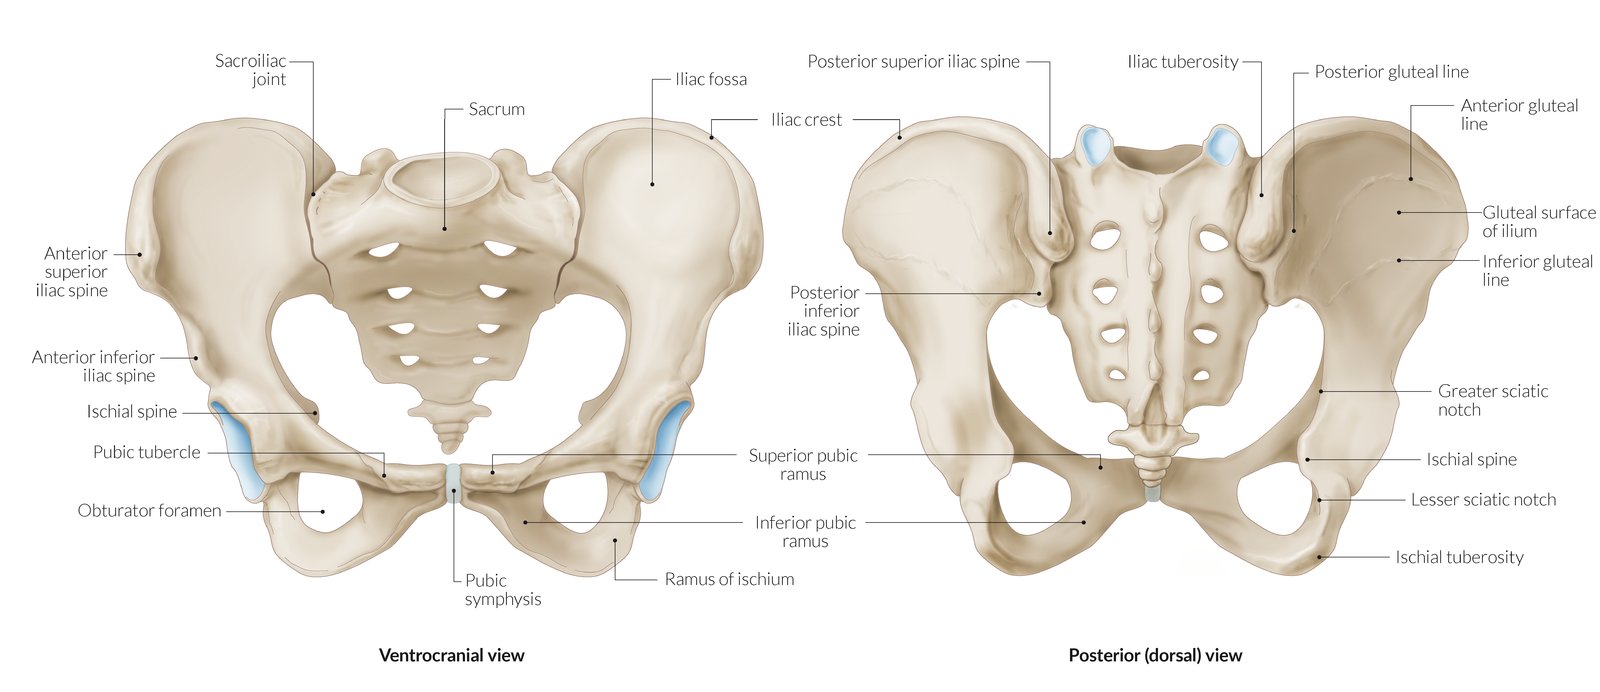 Sacroiliac
joint
Sacrum
Iliac fossa
Iliac crest
Anterior
superior
iliac spine
Anterior inferior
iliac spine
Ischial spine
Pubic tubercle
Obturator foramen
Pubic
symphysis
Ramus of ischium
Superior pubic
ramus
Inferior pubic
ramus
Ventrocranial view
Posterior superior iliac spine
Iliac tuberosity
Posterior gluteal line
Anterior gluteal
line
Gluteal surface
of ilium
Inferior gluteal
line
Posterior
inferior
iliac spine
Greater sciatic
notch
Ischial spine
Lesser sciatic notch
Ischial tuberosity
Posterior (dorsal) view